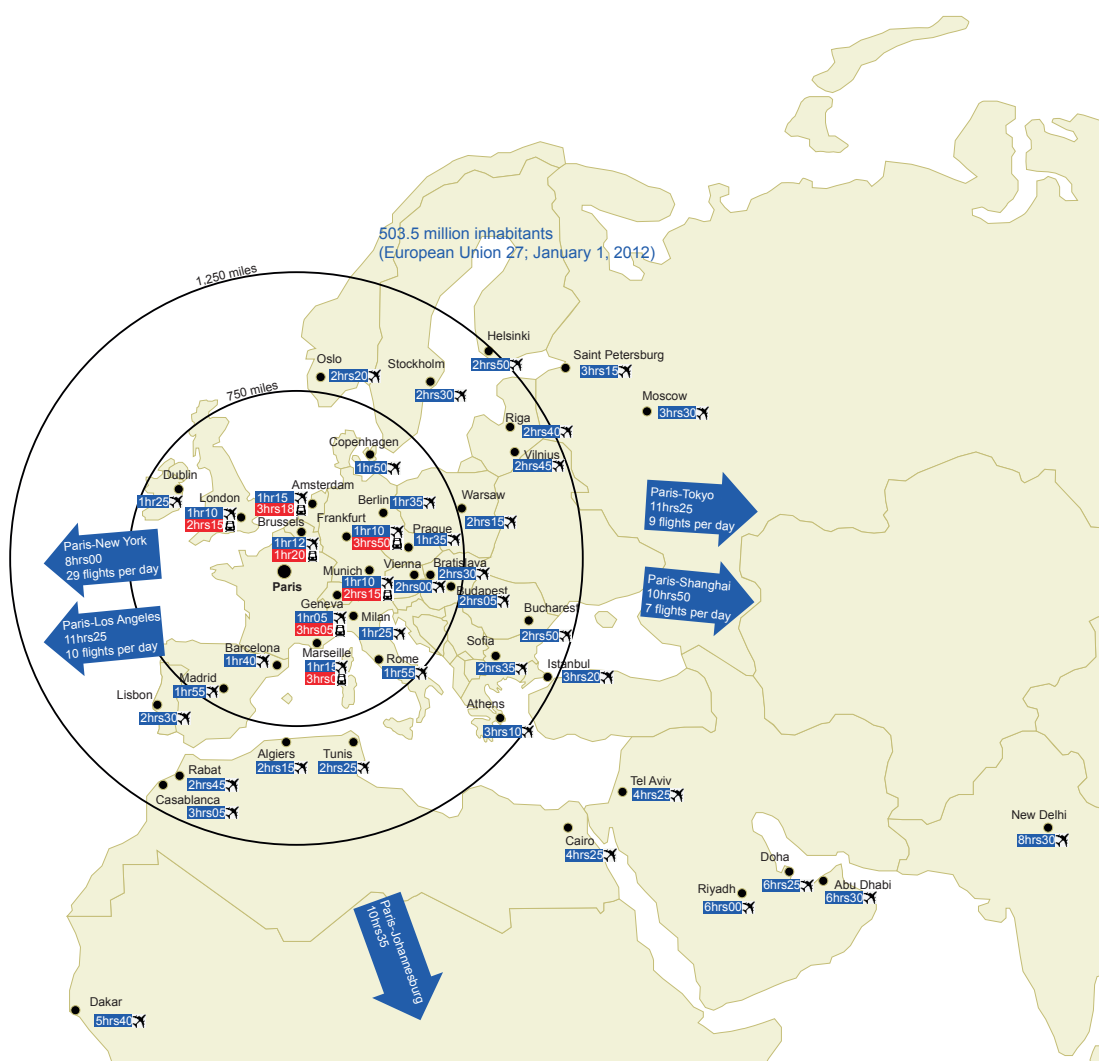 503.5 million inhabitants
(European Union 27; January 1, 2012)
1,250 miles
750 miles
Helsinki
2hrs50
Oslo
2hrs20
Stockholm
2hrs30
Saint Petersburg
3hrs15
Moscow
3hrs30
Riga
2hrs40
Vilnius
2hrs45
Copenhagen
1hr50
Dublin
1hr25
London
1hr10
2hrs15
Amsterdam
1hr15
3hrs18
Berlin
1hr35
Warsaw
2hrs15
Brussels
1hr12
1hr20
Frankfurt
1hr10
3hrs50
Prague
1hr35
Paris
Munich
1hr10
2hrs15
Vienna
2hrs00
Bratislava
2hrs30
Budapest
2hrs05
Geneva
1hr05
3hrs05
Milan
1hr25
Bucharest
2hrs50
Barcelona
1hr40
Marseille
1hr15
3hrs0
Rome
1hr55
Sofia
2hrs35
Istanbul
3hrs20
Madrid
1hr55
Lisbon
2hrs30
Athens
3hrs10
Algiers
2hrs15
Tunis
2hrs25
Rabat
2hrs45
Casablanca
3hrs05
Tel Aviv
4hrs25
Cairo
4hrs25
New Delhi
8hrs30
Doha
6hrs25
Abu Dhabi
6hrs30
Riyadh
6hrs00
Dakar
5hrs40
Paris-New York
8hrs00
29 flights per day
Paris-Los Angeles
11hrs25
10 flights per day
Paris-Tokyo
11hrs25
9 flights per day
Paris-Shanghai
10hrs50
7 flights per day
Paris-Johannesburg
10hrs35